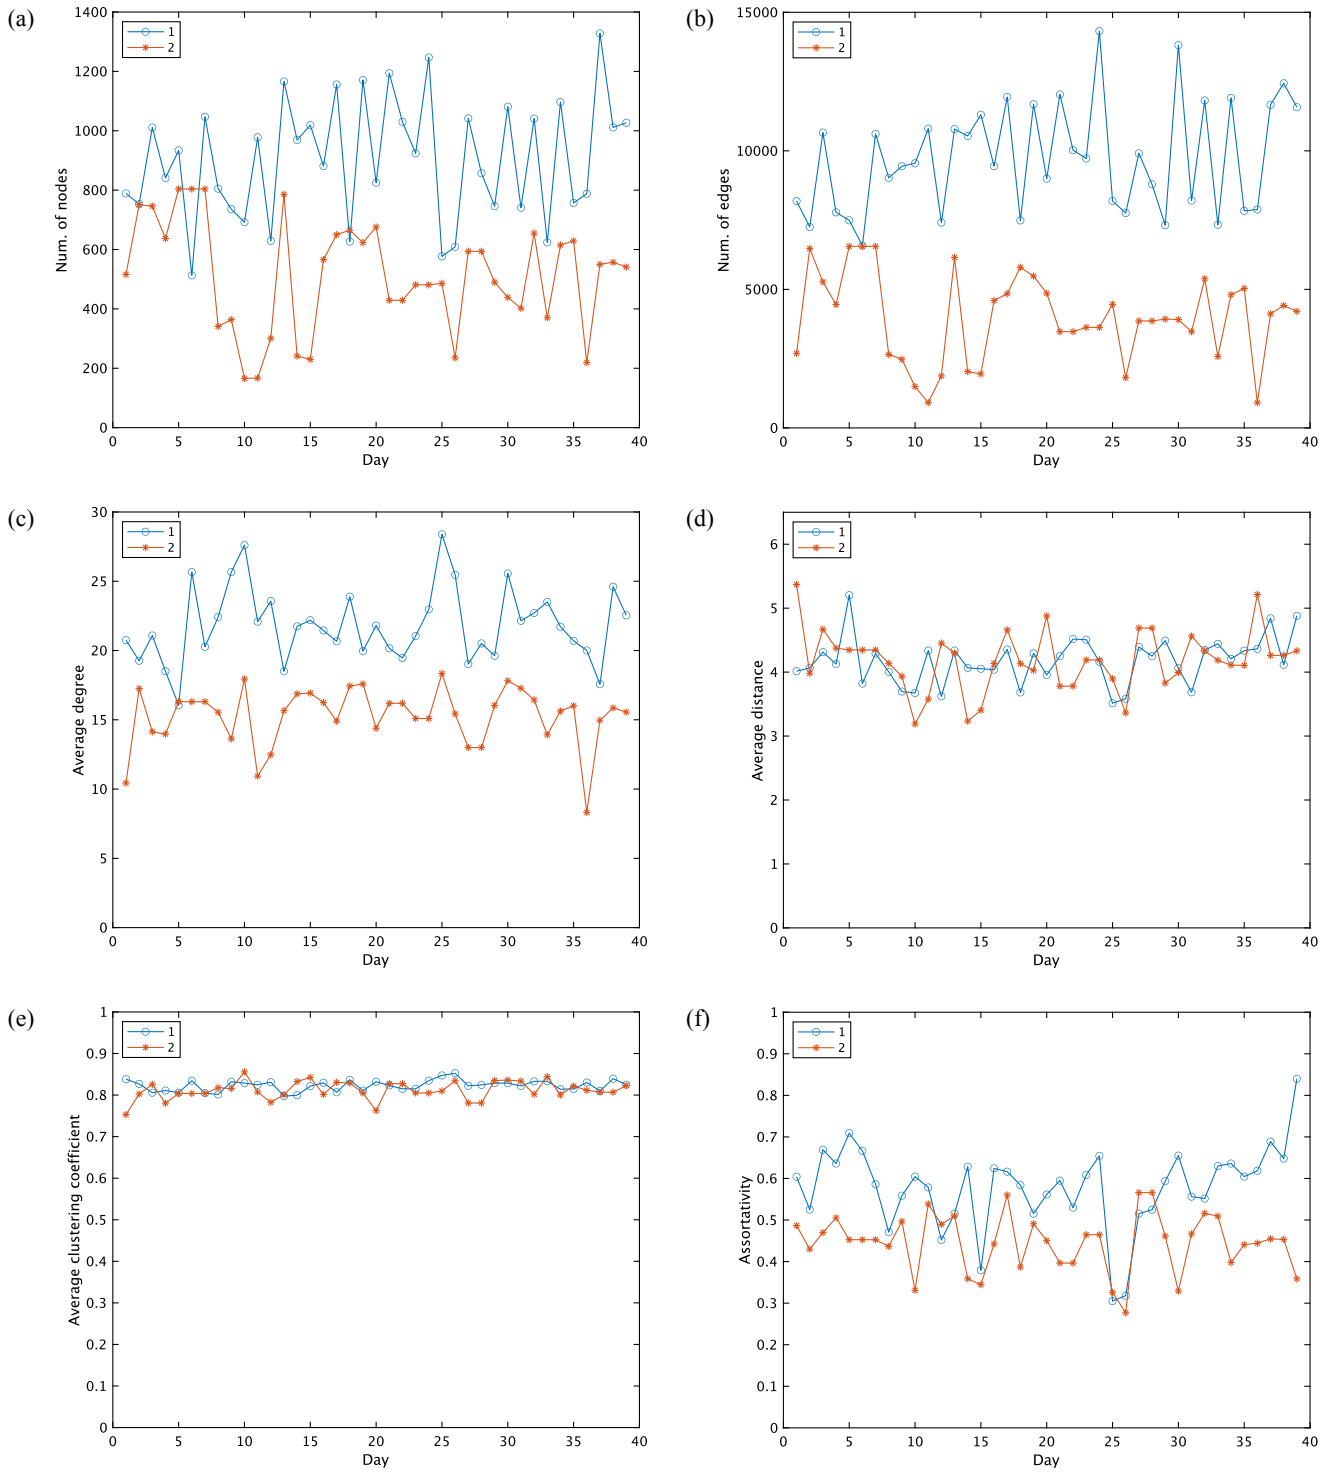 (a)
1400
1200
1000
800
600
400
200
0
Num. of nodes
1
2
0 5 10 15 20 25 30 35 40
Day
(b)
15000
10000
5000
0
Num. of edges
1
2
0 5 10 15 20 25 30 35 40
Day
(c)
30
25
20
15
10
5
0
Average degree
1
2
0 5 10 15 20 25 30 35 40
Day
(d)
6
5
4
3
2
1
0
Average distance
1
2
0 5 10 15 20 25 30 35 40
Day
(e)
1
0.9
0.8
0.7
0.6
0.5
0.4
0.3
0.2
0.1
0
Average clustering coefficient
1
2
0 5 10 15 20 25 30 35 40
Day
(f)
1
0.9
0.8
0.7
0.6
0.5
0.4
0.3
0.2
0.1
0
Assortativity
1
2
0 5 10 15 20 25 30 35 40
Day